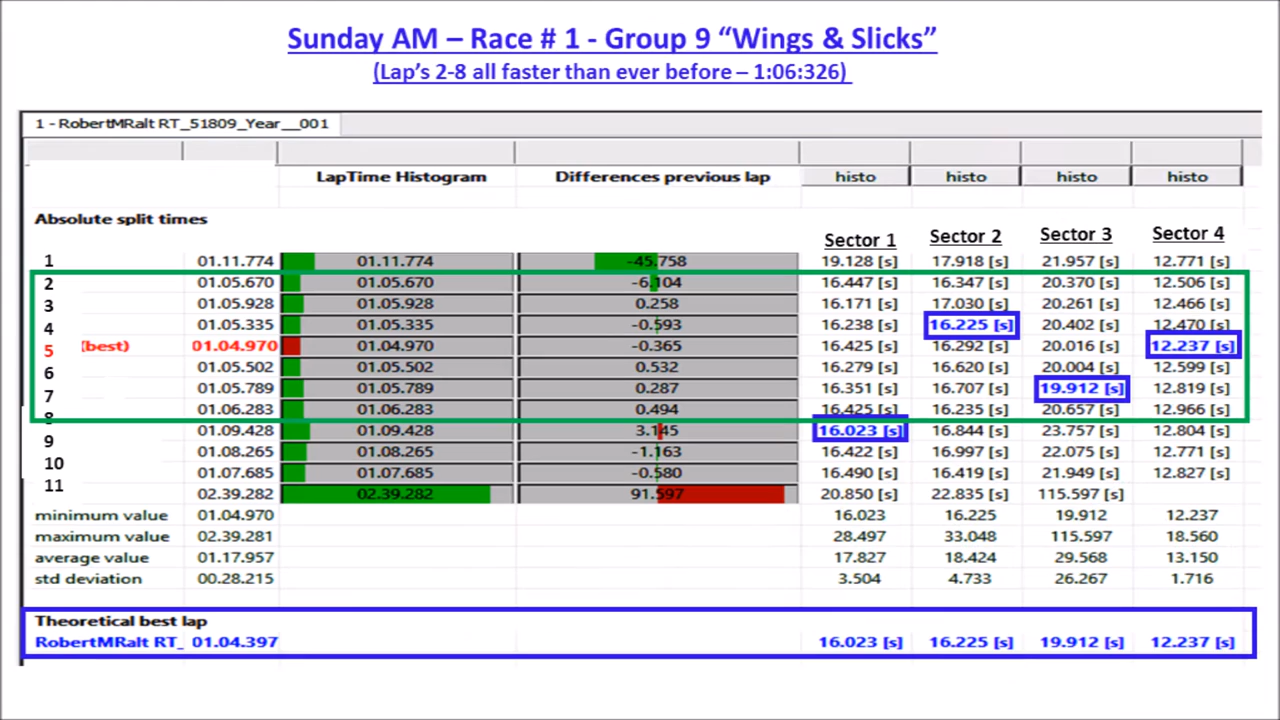 Sunday AM – Race # 1 - Group 9 “Wings & Slicks”
(Lap’s 2-8 all faster than ever before – 1:06:326)
1 - RobertMRalt RT_51809_Year__001
LapTime Histogram Differences previous lap histo histo histo histo
Absolute split times
Sector 1 Sector 2 Sector 3 Sector 4
1 01.11.774 01.11.774 -45.758 19.128 [s] 17.918 [s] 21.957 [s] 12.771 [s]
2 01.05.670 01.05.670 -6.104 16.447 [s] 16.347 [s] 20.370 [s] 12.506 [s]
3 01.05.928 01.05.928 0.258 16.171 [s] 17.030 [s] 20.261 [s] 12.466 [s]
4 01.05.335 01.05.335 -0.593 16.238 [s] 16.225 [s] 20.402 [s] 12.470 [s]
5 (best) 01.04.970 01.04.970 -0.365 16.425 [s] 16.292 [s] 20.016 [s] 12.237 [s]
6 01.05.502 01.05.502 0.532 16.279 [s] 16.620 [s] 20.004 [s] 12.599 [s]
7 01.05.789 01.05.789 0.287 16.351 [s] 16.707 [s] 19.912 [s] 12.819 [s]
8 01.06.283 01.06.283 0.494 16.425 [s] 16.235 [s] 20.657 [s] 12.966 [s]
9 01.09.428 01.09.428 3.145 16.023 [s] 16.844 [s] 23.757 [s] 12.804 [s]
10 01.08.265 01.08.265 -1.163 16.422 [s] 16.997 [s] 22.075 [s] 12.771 [s]
11 01.07.685 01.07.685 -0.580 16.490 [s] 16.419 [s] 21.949 [s] 12.827 [s]
02.39.282 02.39.282 91.597 20.850 [s] 22.835 [s] 115.597 [s]
minimum value 01.04.970 16.023 16.225 19.912 12.237
maximum value 02.39.281 28.497 33.048 115.597 18.560
average value 01.17.957 17.827 18.424 29.568 13.150
std deviation 00.28.215 3.504 4.733 26.267 1.716
Theoretical best lap
RobertMRalt RT_ 01.04.397 16.023 [s] 16.225 [s] 19.912 [s] 12.237 [s]